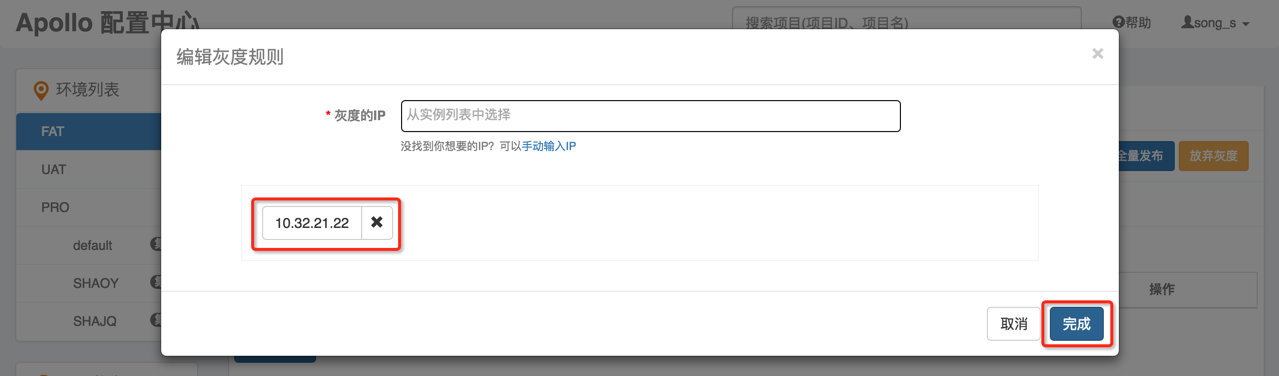 Apollo 配置中心
搜索项目(项目ID、项目名)
帮助
song_s
编辑灰度规则
×
环境列表
* 灰度的IP
从实例列表中选择
FAT
没找到你想要的IP? 可以手动输入IP
全量发布
放弃灰度
UAT
PRO
10.32.21.22
default
SHAOY
操作
SHAJQ
取消
完成